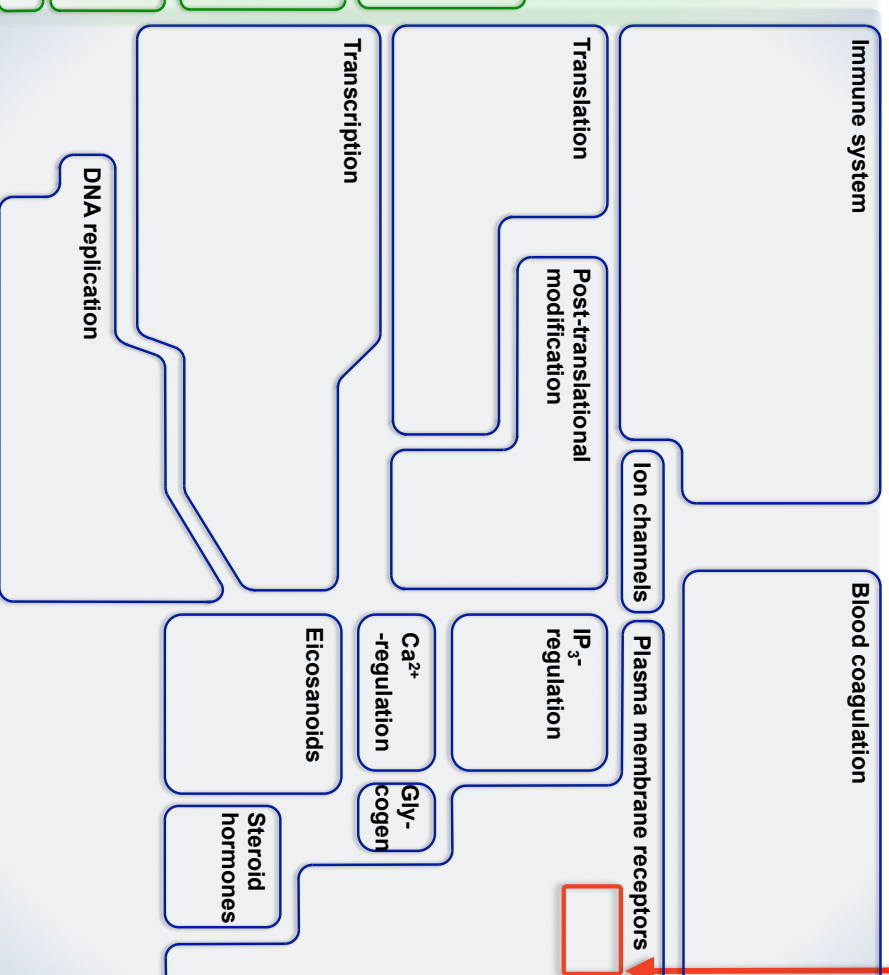 Immune system
Translation
Transcription
DNA replication
Post-translational
modification
Ion channels
Blood coagulation
Plasma membrane receptors
IP3-
regulation
Ca2+
-regulation
Eicosanoids
Gly-
cogen
Steroid
hormones